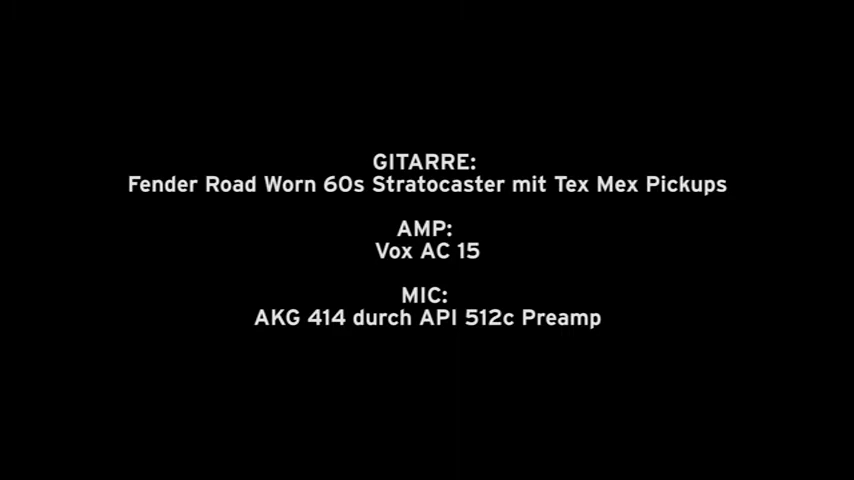 GITARRE:
Fender Road Worn 60s Stratocaster mit Tex Mex Pickups
AMP:
Vox AC 15
MIC:
AKG 414 durch API 512c Preamp